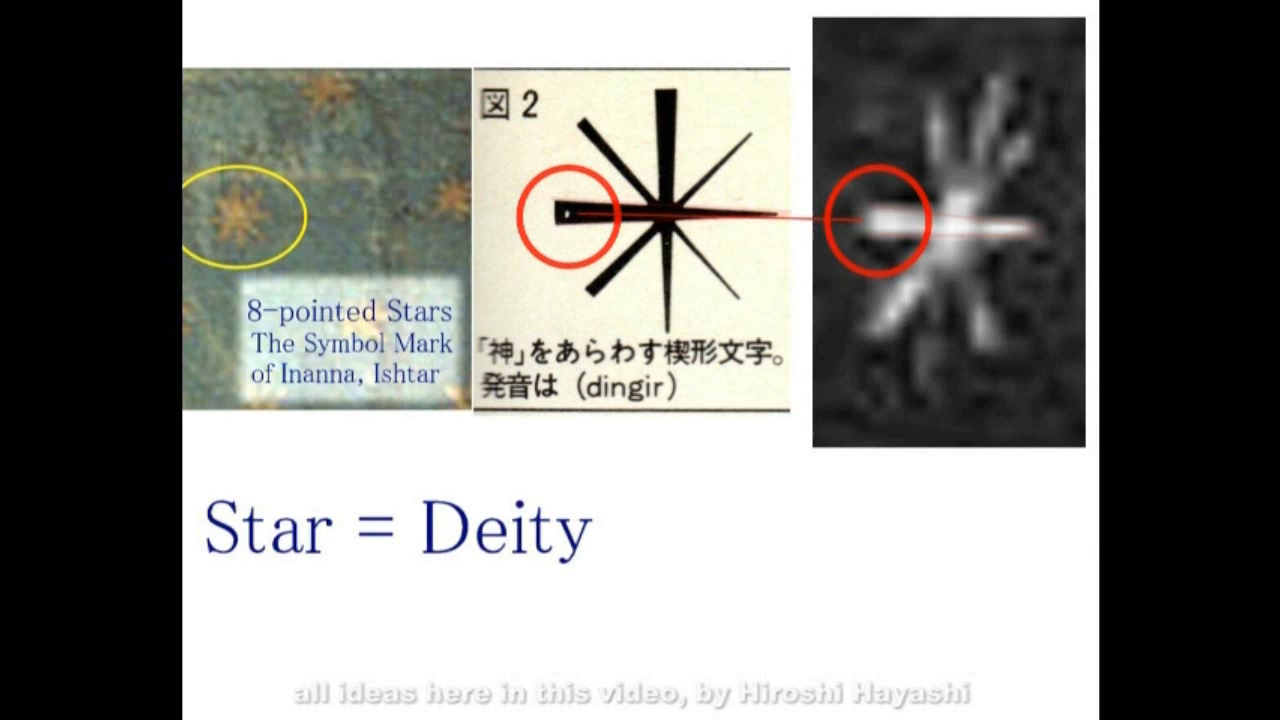 8-pointed Stars
The Symbol Mark
of Inanna, Ishtar
図2
「神」をあらわす楔形文字。
発音は (dingir)
Star = Deity
all ideas here in this video, by Hiroshi Hayashi